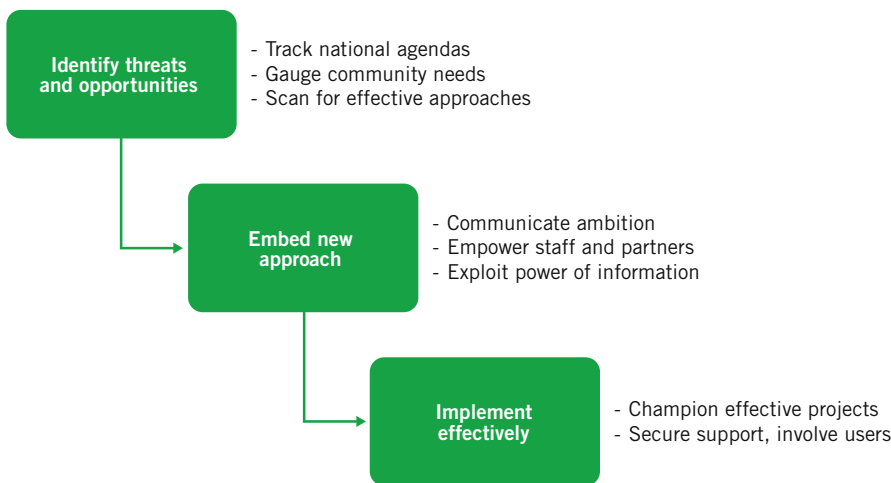 Identify threats
and opportunities
- Track national agendas
- Gauge community needs
- Scan for effective approaches
Embed new
approach
- Communicate ambition
- Empower staff and partners
- Exploit power of information
Implement
effectively
- Champion effective projects
- Secure support, involve users